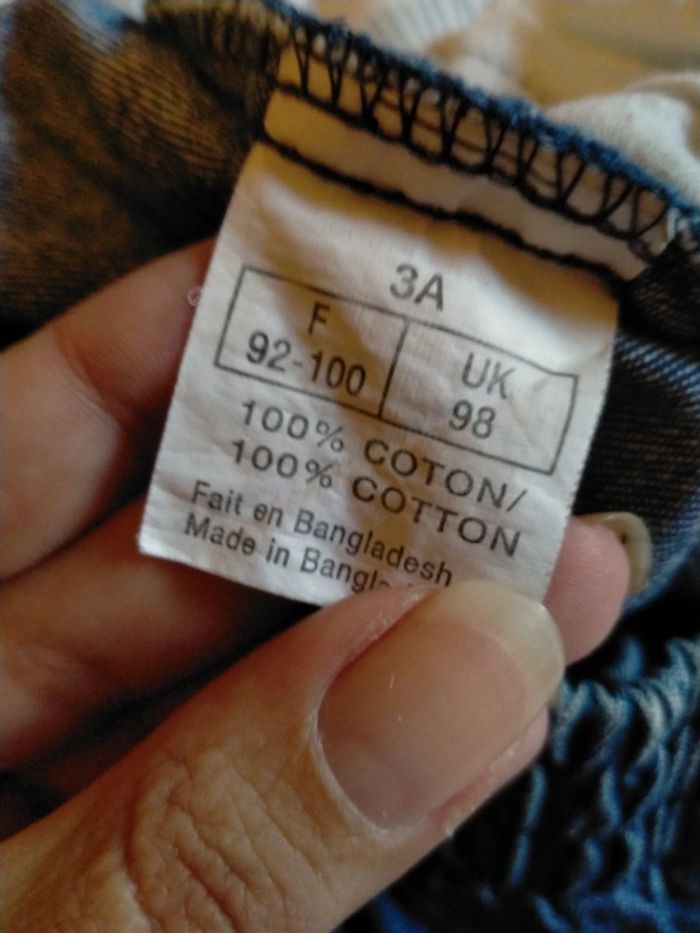 3A
F UK
92-100 98
100% COTON/
100% COTTON
Fait en Bangladesh
Made in